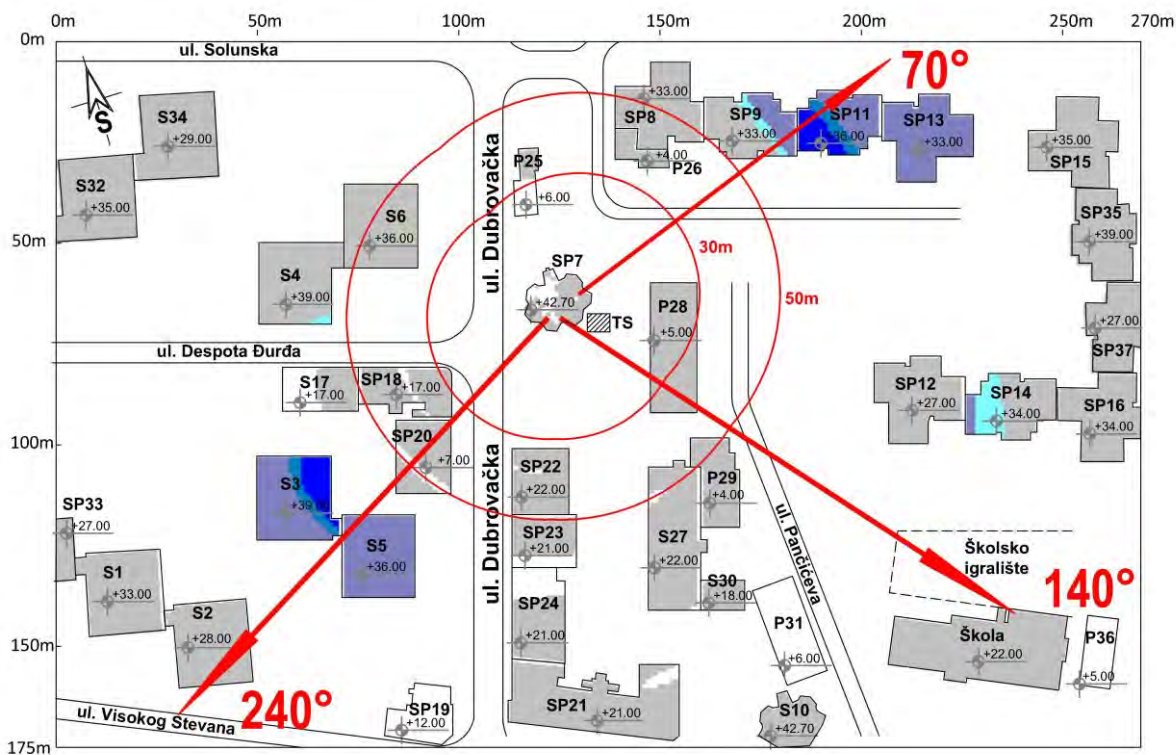 0m
50m
100m
150m
200m
250m
270m
0m
ul. Solunska
S
S34
+29.00
S32
+35.00
S6
+36.00
S4
+39.00
ul. Dubrovačka
P25
+6.00
+33.00
SP8
+4.00
P26
SP9
+33.00
SP11
+36.00
SP13
+33.00
70°
+35.00
SP15
SP35
+39.00
50m
30m
50m
SP7
+42.70
TS
P28
+5.00
+27.00
SP37
ul. Despota Đurđa
S17
+17.00
SP18
+17.00
SP20
+7.00
SP12
+27.00
SP14
+34.00
SP16
+34.00
100m
S3
+39.00
S5
+36.00
SP33
+27.00
S1
+33.00
S2
+28.00
ul. Dubrovačka
SP22
+22.00
SP23
+21.00
SP24
+21.00
P29
+4.00
S27
+22.00
S30
+18.00
ul. Pančićeva
P31
+6.00
Školsko
igralište
140°
Škola
+22.00
P36
+5.00
150m
240°
ul. Visokog Stevana
SP19
+12.00
SP21
+21.00
S10
+42.70
175m